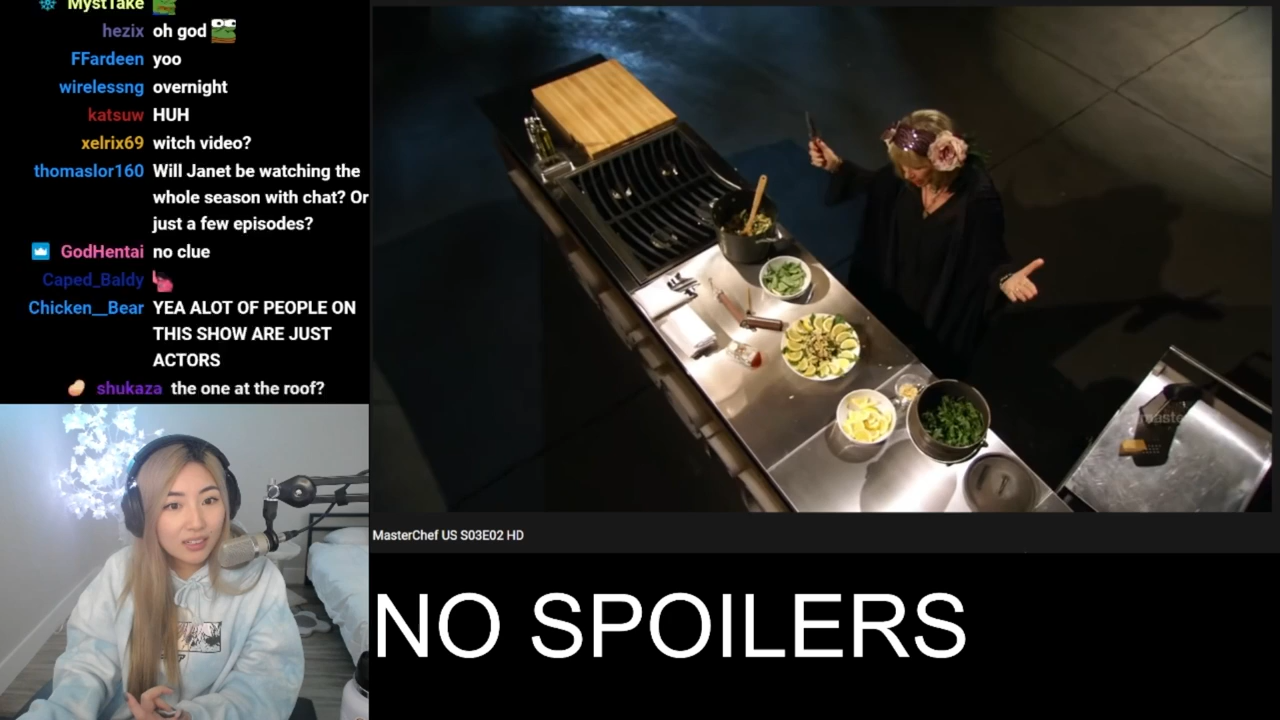 MystTake
hezix oh god
FFardeen yoo
wirelessng overnight
katsuw HUH
xelrix69 witch video?
thomaslor160 Will Janet be watching the
whole season with chat? Or
just a few episodes?
GodHentai no clue
Caped_Baldy
Chicken__Bear YEA ALOT OF PEOPLE ON
THIS SHOW ARE JUST
ACTORS
shukaza the one at the roof?
master
MasterChef US S03E02 HD
NO SPOILERS